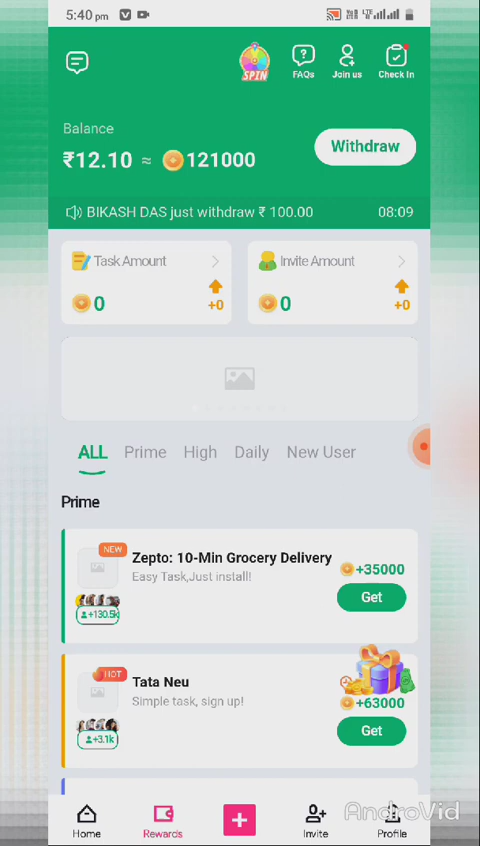 5:40 pm
SPIN
FAQs
Join us
Check In
Balance
₹12.10 ≈ 121000
Withdraw
BIKASH DAS just withdraw ₹ 100.00 08:09
Task Amount
0
+0
Invite Amount
0
+0
ALL Prime High Daily New User
Prime
NEW
Zepto: 10-Min Grocery Delivery
Easy Task,Just install!
+35000
+130.5k
Get
HOT
Tata Neu
Simple task, sign up!
+63000
+3.1k
Get
Home
Rewards
Invite
Profile
AndroVid